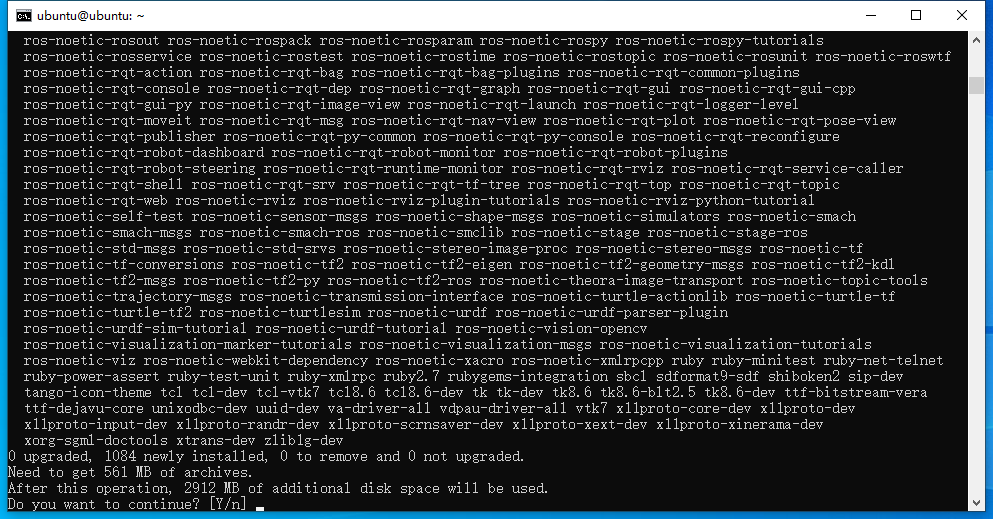 ubuntu@ubuntu: ~
ros-noetic-rosout ros-noetic-rospack ros-noetic-rosparam ros-noetic-rospy ros-noetic-rospy-tutorials
ros-noetic-rosservice ros-noetic-rostest ros-noetic-rostime ros-noetic-rostopic ros-noetic-rosunit ros-noetic-roswtf
ros-noetic-rqt-action ros-noetic-rqt-bag ros-noetic-rqt-bag-plugins ros-noetic-rqt-common-plugins
ros-noetic-rqt-console ros-noetic-rqt-dep ros-noetic-rqt-graph ros-noetic-rqt-gui ros-noetic-rqt-gui-cpp
ros-noetic-rqt-gui-py ros-noetic-rqt-image-view ros-noetic-rqt-launch ros-noetic-rqt-logger-level
ros-noetic-rqt-moveit ros-noetic-rqt-msg ros-noetic-rqt-nav-view ros-noetic-rqt-plot ros-noetic-rqt-pose-view
ros-noetic-rqt-publisher ros-noetic-rqt-py-common ros-noetic-rqt-py-console ros-noetic-rqt-reconfigure
ros-noetic-rqt-robot-dashboard ros-noetic-rqt-robot-monitor ros-noetic-rqt-robot-plugins
ros-noetic-rqt-robot-steering ros-noetic-rqt-runtime-monitor ros-noetic-rqt-rviz ros-noetic-rqt-service-caller
ros-noetic-rqt-shell ros-noetic-rqt-srv ros-noetic-rqt-tf-tree ros-noetic-rqt-top ros-noetic-rqt-topic
ros-noetic-rqt-web ros-noetic-rviz ros-noetic-rviz-plugin-tutorials ros-noetic-rviz-python-tutorial
ros-noetic-self-test ros-noetic-sensor-msgs ros-noetic-shape-msgs ros-noetic-simulators ros-noetic-smach
ros-noetic-smach-msgs ros-noetic-smach-ros ros-noetic-smclib ros-noetic-stage ros-noetic-stage-ros
ros-noetic-std-msgs ros-noetic-std-srvs ros-noetic-stereo-image-proc ros-noetic-stereo-msgs ros-noetic-tf
ros-noetic-tf-conversions ros-noetic-tf2 ros-noetic-tf2-eigen ros-noetic-tf2-geometry-msgs ros-noetic-tf2-kdl
ros-noetic-tf2-msgs ros-noetic-tf2-py ros-noetic-tf2-ros ros-noetic-theora-image-transport ros-noetic-topic-tools
ros-noetic-trajectory-msgs ros-noetic-transmission-interface ros-noetic-turtle-actionlib ros-noetic-turtle-tf
ros-noetic-turtle-tf2 ros-noetic-turtlesim ros-noetic-urdf ros-noetic-urdf-parser-plugin
ros-noetic-urdf-sim-tutorial ros-noetic-urdf-tutorial ros-noetic-vision-opencv
ros-noetic-visualization-marker-tutorials ros-noetic-visualization-msgs ros-noetic-visualization-tutorials
ros-noetic-viz ros-noetic-webkit-dependency ros-noetic-xacro ros-noetic-xmlrpcpp ruby ruby-minitest ruby-net-telnet
ruby-power-assert ruby-test-unit ruby-xmlrpc ruby2.7 rubygems-integration sbcl sdformat9-sdf shiboken2 sip-dev
tango-icon-theme tcl tcl-dev tcl-vtk7 tcl8.6 tcl8.6-dev tk tk-dev tk8.6 tk8.6-blt2.5 tk8.6-dev ttf-bitstream-vera
ttf-dejavu-core unixodbc-dev uuid-dev va-driver-all vdpau-driver-all vtk7 x11proto-core-dev x11proto-dev
x11proto-input-dev x11proto-randr-dev x11proto-scrnsaver-dev x11proto-xext-dev x11proto-xinerama-dev
xorg-sgml-doctools xtrans-dev zlib1g-dev
0 upgraded, 1084 newly installed, 0 to remove and 0 not upgraded.
Need to get 561 MB of archives.
After this operation, 2912 MB of additional disk space will be used.
Do you want to continue? [Y/n]